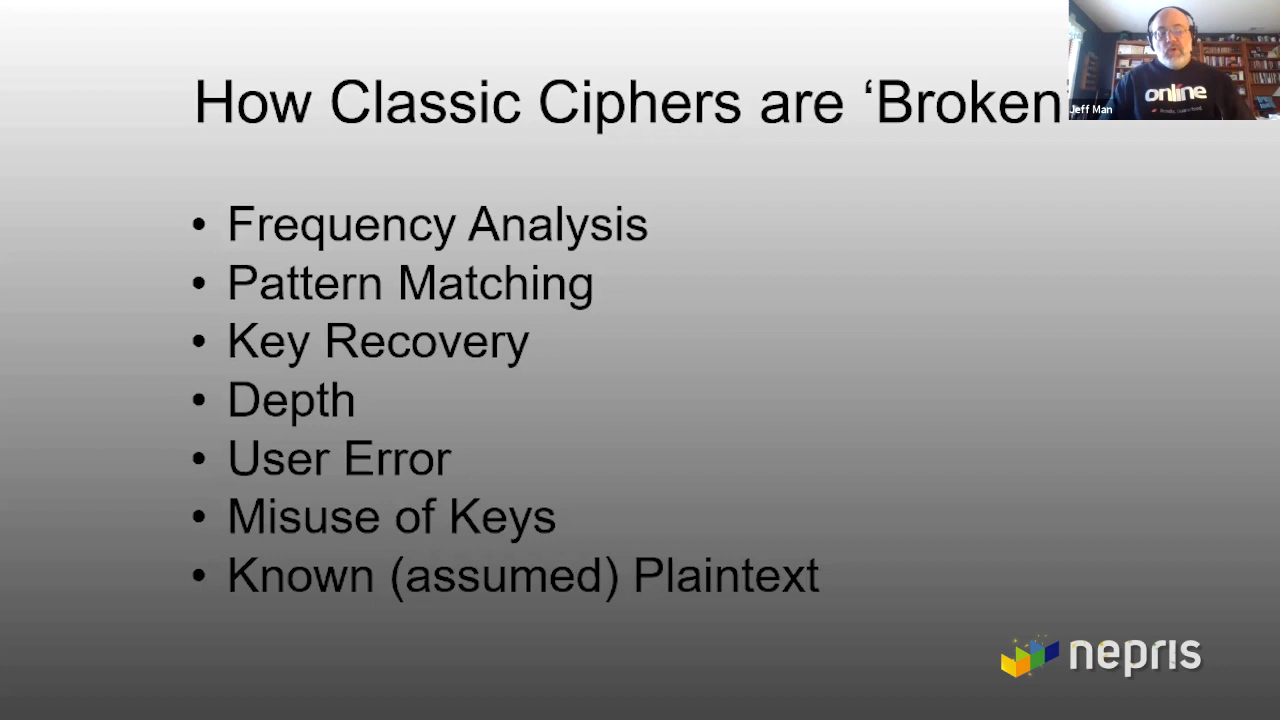 How Classic Ciphers are ‘Broken
• Frequency Analysis
• Pattern Matching
• Key Recovery
• Depth
• User Error
• Misuse of Keys
• Known (assumed) Plaintext
online
Jeff Man
nepris